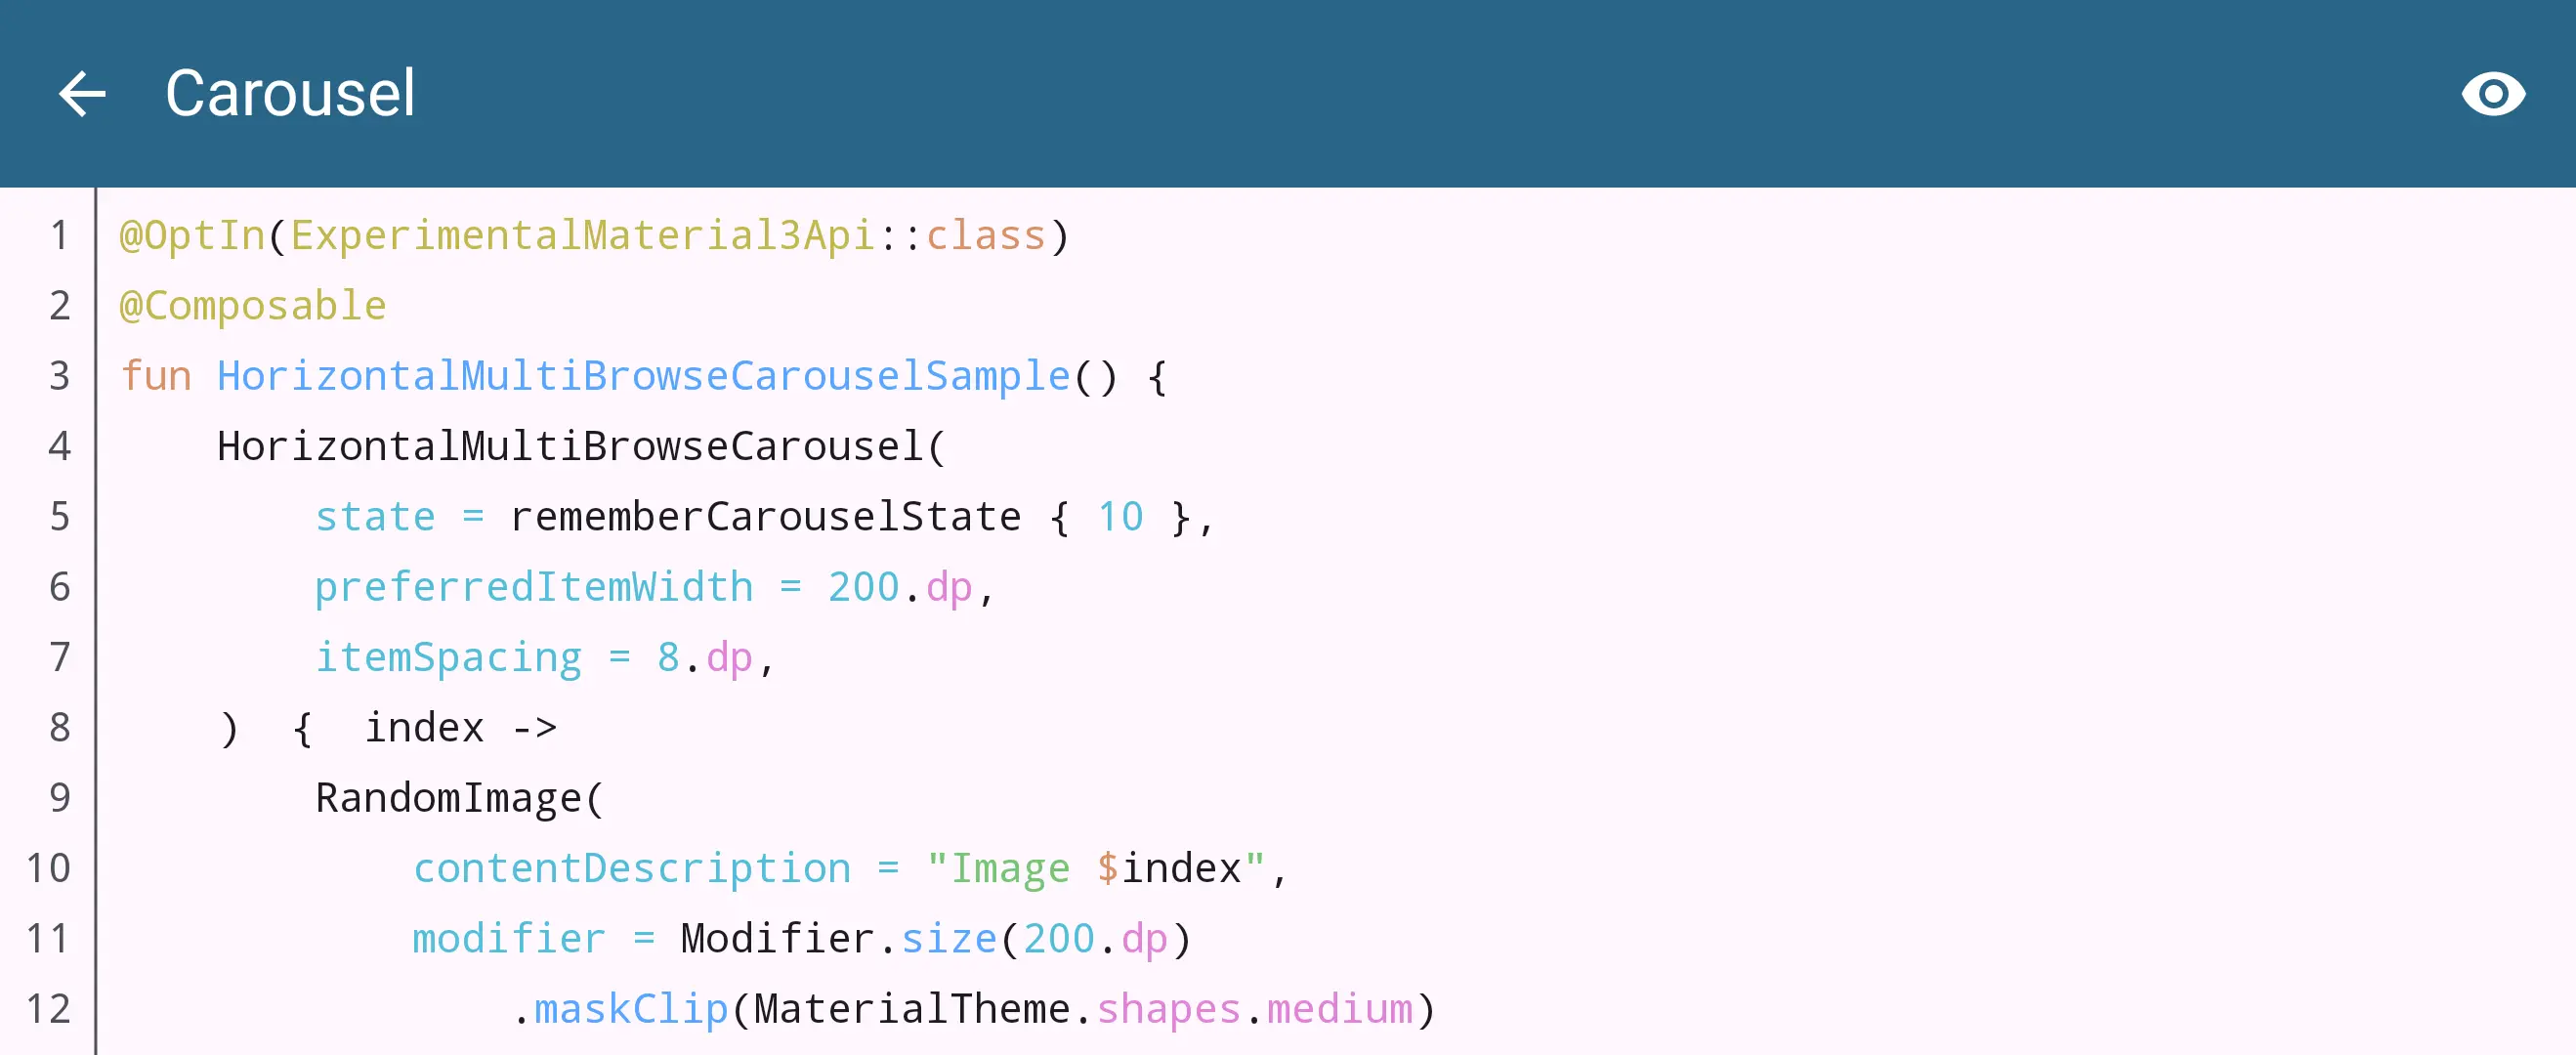 Carousel
1 @OptIn(ExperimentalMaterial3Api::class)
2 @Composable
3 fun HorizontalMultiBrowseCarouselSample() {
4     HorizontalMultiBrowseCarousel(
5         state = rememberCarouselState { 10 },
6         preferredItemWidth = 200.dp,
7         itemSpacing = 8.dp,
8     )  {  index ->
9         RandomImage(
10             contentDescription = "Image $index",
11             modifier = Modifier.size(200.dp)
12                 .maskClip(MaterialTheme.shapes.medium)